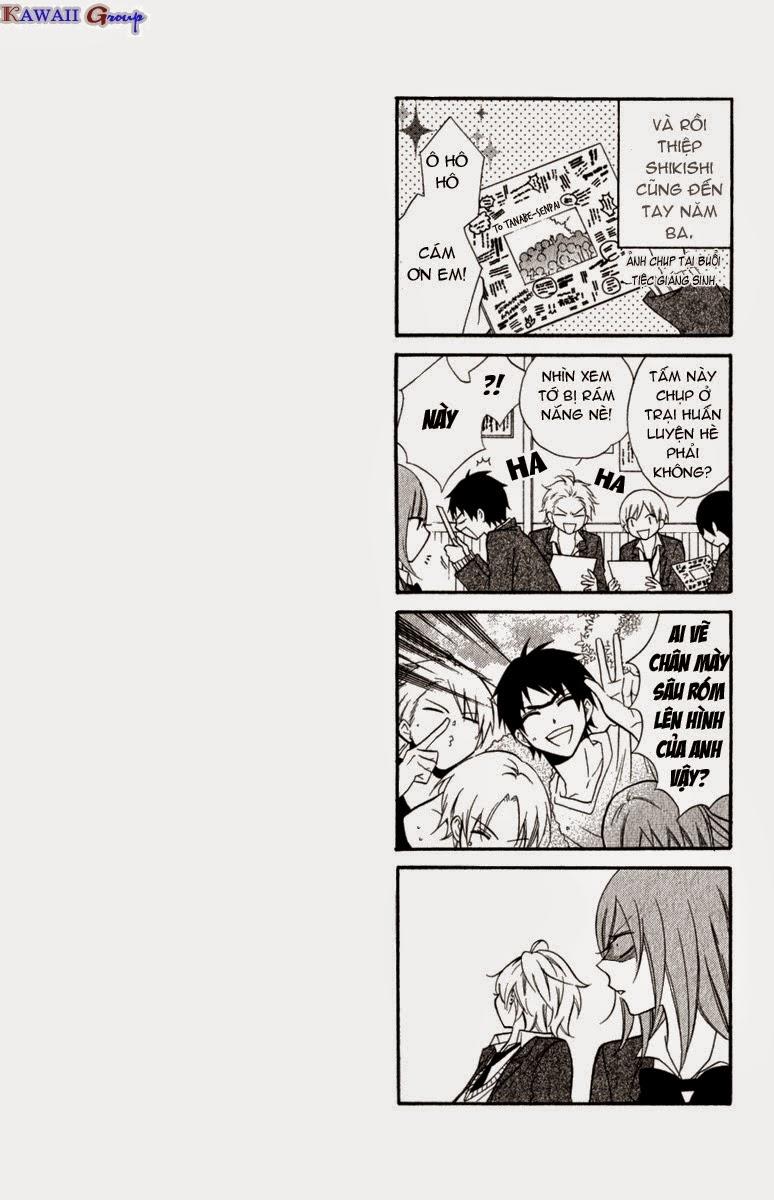 KAWAII Group
VÀ RỒI
THIỆP
SHIKISHI
CŨNG ĐẾN
TAY NĂM
BA.
ẢNH CHỤP TẠI BUỔI
TIỆC GIÁNG SINH
TO TANABE-SENPAI
Ô HÔ
HÔ
CÁM
ƠN EM!
TẤM NÀY
CHỤP Ở
TRẠI HUẤN
LUYỆN HÈ
PHẢI
KHÔNG?
NHÌN XEM
TỚ BỊ RÁM
NẮNG NÈ!
HA
HA
?!
NÀY
AI VẼ
CHÂN MÀY
SÂU RÓM
LÊN HÌNH
CỦA ANH
VẬY?